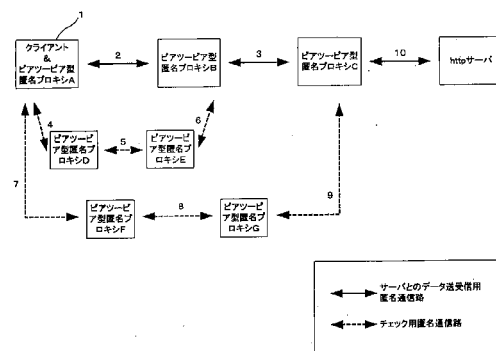 1
クライアント
&
ピアツーピア型
匿名プロキシA
2
ピアツーピア型
匿名プロキシB
3
ピアツーピア型
匿名プロキシC
10
httpサーバ
4
ピアツーピ
ア型匿名プ
ロキシD
5
ピアツーピ
ア型匿名プ
ロキシE
6
7
ピアツーピ
ア型匿名プ
ロキシF
8
ピアツーピ
ア型匿名プ
ロキシG
9
サーバとのデータ送受信用
匿名通信路
チェック用匿名通信路